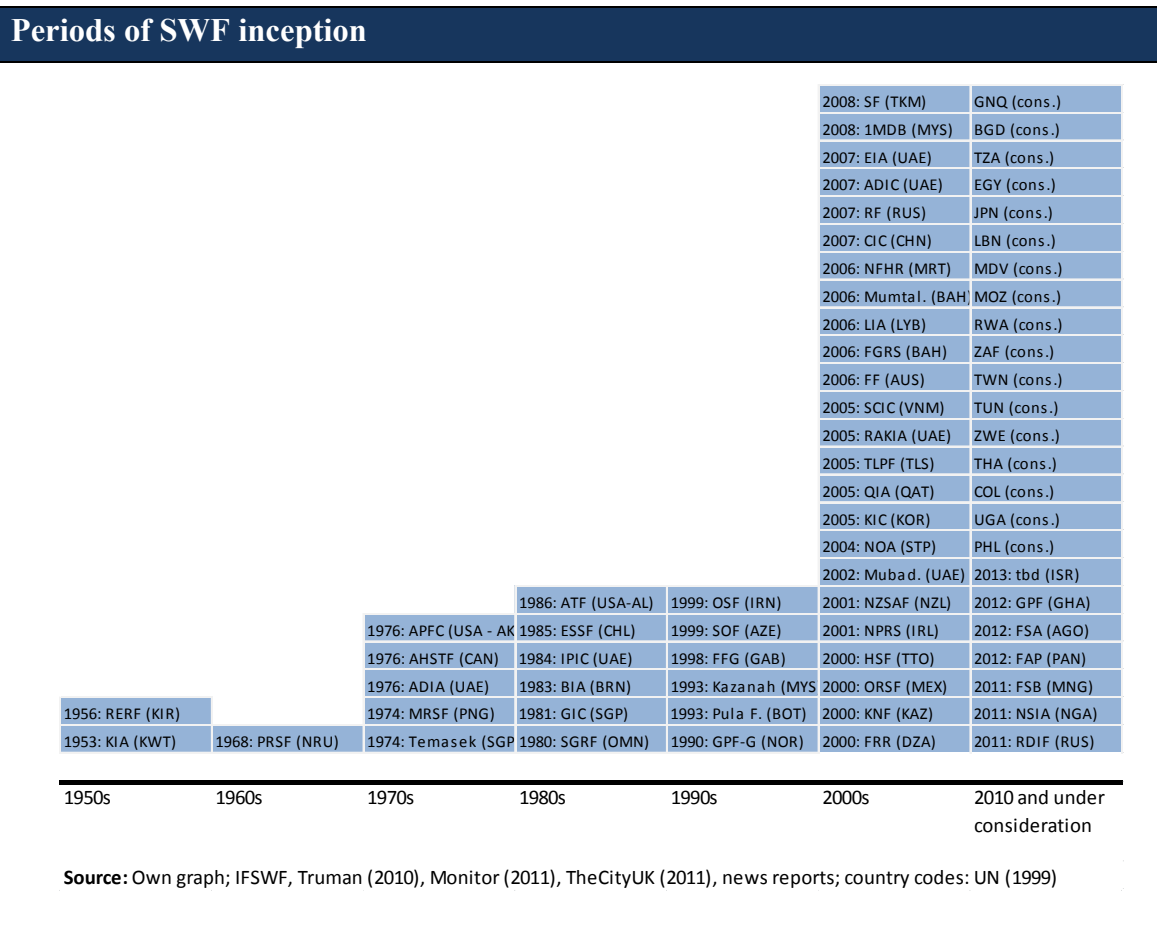 Periods of SWF inception
2008: SF (TKM) GNQ (cons.)
2008: 1MDB (MYS) BGD (cons.)
2007: EIA (UAE) TZA (cons.)
2007: ADIC (UAE) EGY (cons.)
2007: RF (RUS) JPN (cons.)
2007: CIC (CHN) LBN (cons.)
2006: NFHR (MRT) MDV (cons.)
2006: Mumtal. (BAH) MOZ (cons.)
2006: LIA (LYB) RWA (cons.)
2006: FGRS (BAH) ZAF (cons.)
2006: FF (AUS) TWN (cons.)
2005: SCIC (VNM) TUN (cons.)
2005: RAKIA (UAE) ZWE (cons.)
2005: TLPF (TLS) THA (cons.)
2005: QIA (QAT) COL (cons.)
2005: KIC (KOR) UGA (cons.)
2004: NOA (STP) PHL (cons.)
2002: Mubad. (UAE) 2013: tbd (ISR)
1986: ATF (USA-AL) 1999: OSF (IRN) 2001: NZSAF (NZL) 2012: GPF (GHA)
1976: APFC (USA - AK 1985: ESSF (CHL) 1999: SOF (AZE) 2001: NPRS (IRL) 2012: FSA (AGO)
1976: AHSTF (CAN) 1984: IPIC (UAE) 1998: FFG (GAB) 2000: HSF (TTO) 2012: FAP (PAN)
1976: ADIA (UAE) 1983: BIA (BRN) 1993: Kazanah (MYS 2000: ORSF (MEX) 2011: FSB (MNG)
1956: RERF (KIR) 1974: MRSF (PNG) 1981: GIC (SGP) 1993: Pula F. (BOT) 2000: KNF (KAZ) 2011: NSIA (NGA)
1953: KIA (KWT) 1968: PRSF (NRU) 1974: Temasek (SGP 1980: SGRF (OMN) 1990: GPF-G (NOR) 2000: FRR (DZA) 2011: RDIF (RUS)
1950s 1960s 1970s 1980s 1990s 2000s 2010 and under
consideration
Source: Own graph; IFSWF, Truman (2010), Monitor (2011), TheCityUK (2011), news reports; country codes: UN (1999)